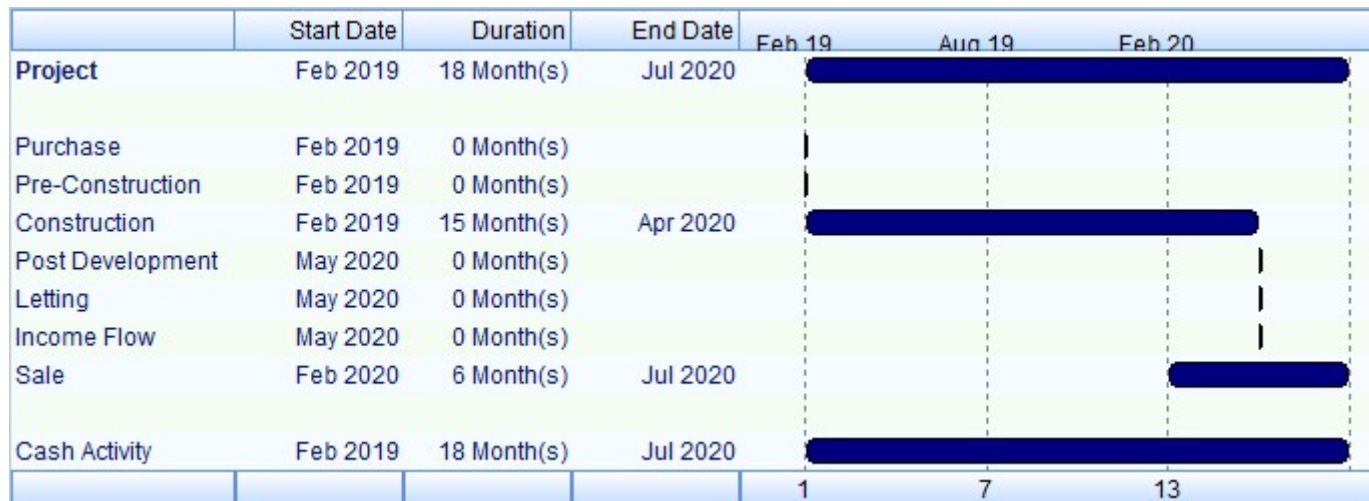 Start Date Duration End Date Feb 19 Aug 19 Feb 20
Project Feb 2019 18 Month(s) Jul 2020
Purchase Feb 2019 0 Month(s)
Pre-Construction Feb 2019 0 Month(s)
Construction Feb 2019 15 Month(s) Apr 2020
Post Development May 2020 0 Month(s)
Letting May 2020 0 Month(s)
Income Flow May 2020 0 Month(s)
Sale Feb 2020 6 Month(s) Jul 2020
Cash Activity Feb 2019 18 Month(s) Jul 2020
1 7 13